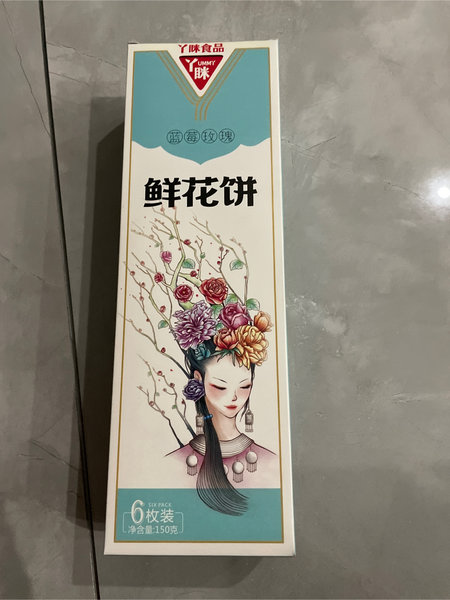 丫眯食品
丫眯
YUMMY
蓝莓玫瑰
鲜花饼
6枚装
SIX PACK
净含量:150克